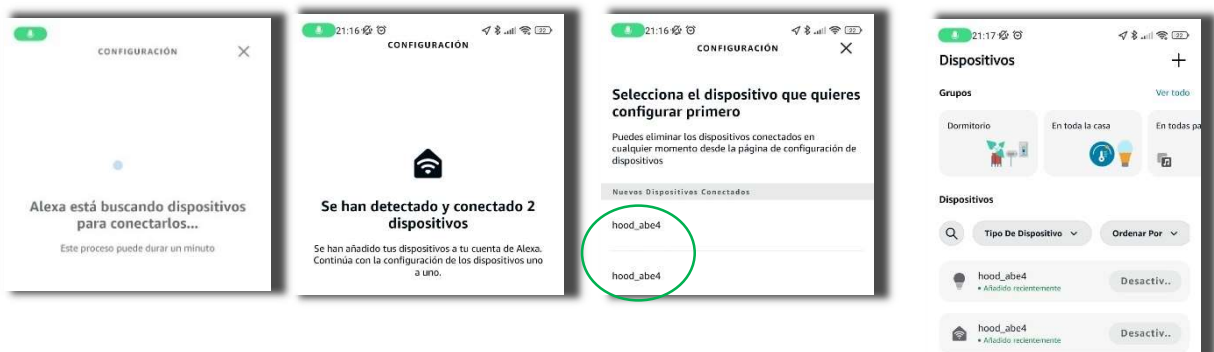 CONFIGURACIÓN
Alexa está buscando dispositivos
para conectarlos...
Este proceso puede durar un minuto
21:16
22
CONFIGURACIÓN
Se han detectado y conectado 2
dispositivos
Se han añadido tus dispositivos a tu cuenta de Alexa.
Continúa con la configuración de los dispositivos uno
a uno.
21:16
22
CONFIGURACIÓN
Selecciona el dispositivo que quieres
configurar primero
Puedes eliminar los dispositivos conectados en
cualquier momento desde la página de configuración de
dispositivos
Nuevos Dispositivos Conectados
hood_abe4
hood_abe4
21:17
22
Dispositivos
Grupos Ver todo
Dormitorio En toda la casa En todas pa
Dispositivos
Tipo De Dispositivo Ordenar Por
hood_abe4
• Añadido recientemente
Desactiv..
hood_abe4
• Añadido recientemente
Desactiv..